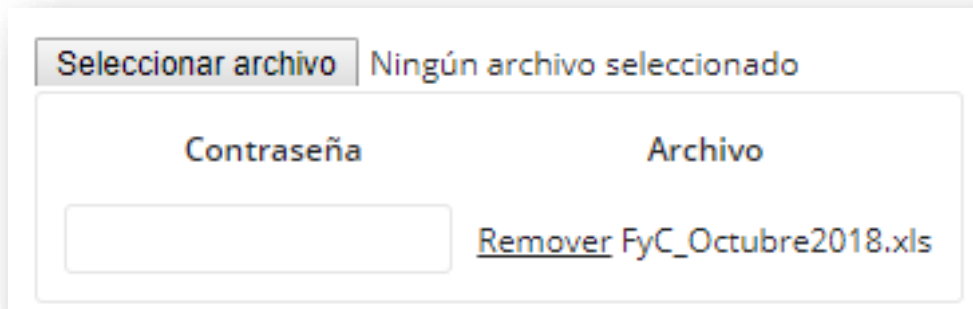 Seleccionar archivo Ningún archivo seleccionado
Contraseña Archivo
Remover FyC_Octubre2018.xls